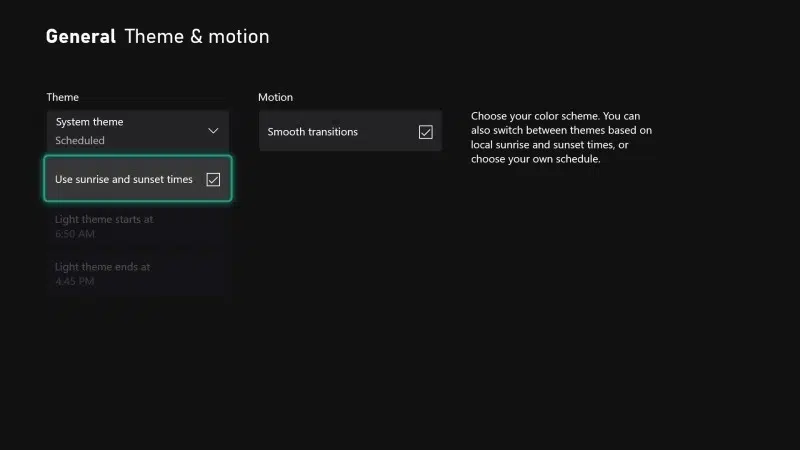 General Theme & motion
Theme
System theme
Scheduled
Use sunrise and sunset times
Light theme starts at
6:50 AM
Light theme ends at
4:45 PM
Motion
Smooth transitions
Choose your color scheme. You can
also switch between themes based on
local sunrise and sunset times, or
choose your own schedule.